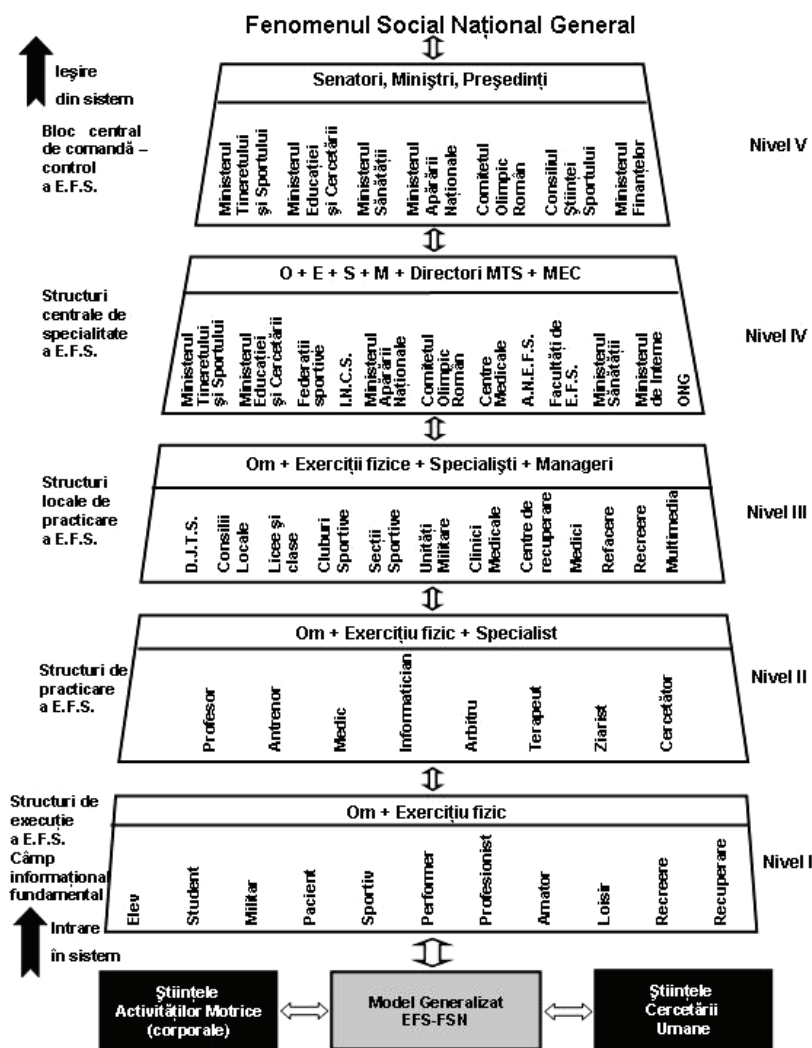 Fenomenul Social Național General
Ieșire
din sistem
Bloc central
de comandă –
control
a E.F.S.
Senatori, Miniștri, Președinți
Ministerul
Tineretului
și Sportului
Ministerul
Educației
și Cercetării
Ministerul
Sănătății
Ministerul
Apărării
Naționale
Comitetul
Olimpic
Român
Consiliul
Științei
Sportului
Ministerul
Finanțelor
Nivel V
Structuri
centrale de
specialitate
a E.F.S.
O + E + S + M + Directori MTS + MEC
Ministerul
Tineretului
și Sportului
Ministerul
Educației
și Cercetării
Federații
sportive
I.N.C.S.
Ministerul
Apărării
Naționale
Comitetul
Olimpic
Român
Centre
Medicale
A.N.E.F.S.
Facultăți de
E.F.S.
Ministerul
Sănătății
Ministerul
de Interne
ONG
Nivel IV
Structuri
locale de
practicare
a E.F.S.
Om + Exerciții fizice + Specialiști + Manageri
D.J.T.S.
Consilii
Locale
Licee și
clase
Cluburi
Sportive
Secții
Sportive
Unități
Militare
Clinici
Medicale
Centre de
recuperare
Medici
Refacere
Recreere
Multimedia
Nivel III
Structuri de
practicare
a E.F.S.
Om + Exercițiu fizic + Specialist
Profesor
Antrenor
Medic
Informatician
Arbitru
Terapeut
Ziarist
Cercetător
Nivel II
Structuri de
execuție
a E.F.S.
Câmp
informațional
fundamental
Om + Exercițiu fizic
Elev
Student
Militar
Pacient
Sportiv
Performer
Profesionist
Amator
Loisir
Recreere
Recuperare
Nivel I
Intrare
în sistem
Științele
Activităților Motrice
(corporale)
Model Generalizat
EFS-FSN
Științele
Cercetării
Umane